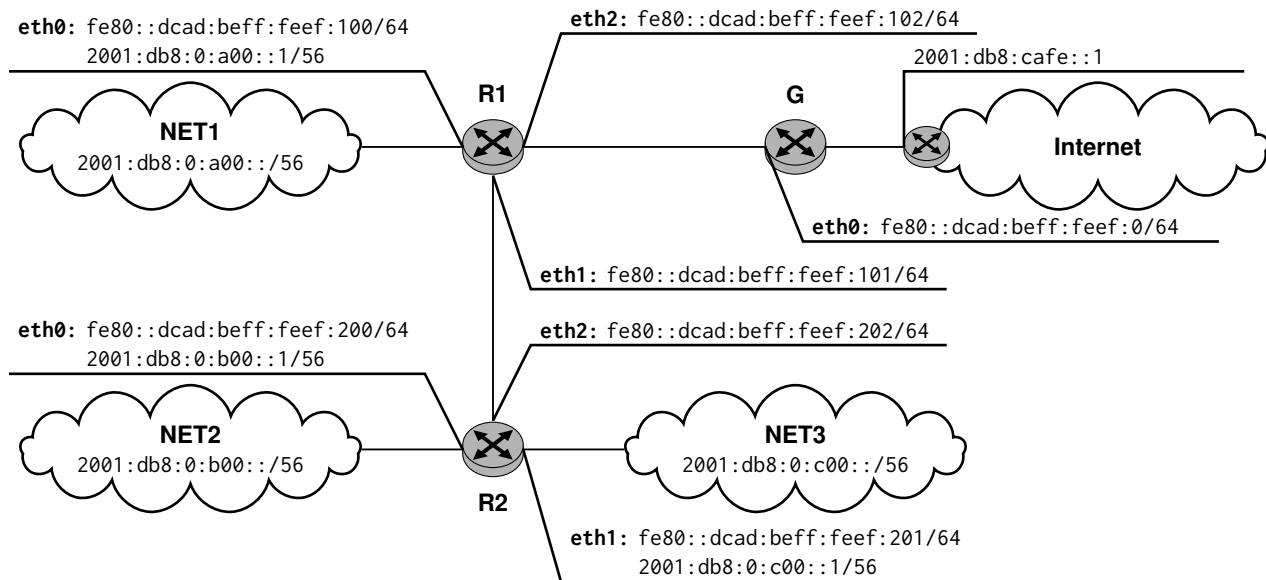 eth0: fe80::dcad:beff:feef:100/64
2001:db8:0:a00::1/56
eth2: fe80::dcad:beff:feef:102/64
2001:db8:cafe::1
R1
G
NET1
2001:db8:0:a00::/56
Internet
eth0: fe80::dcad:beff:feef:0/64
eth1: fe80::dcad:beff:feef:101/64
eth0: fe80::dcad:beff:feef:200/64
2001:db8:0:b00::1/56
eth2: fe80::dcad:beff:feef:202/64
NET2
2001:db8:0:b00::/56
NET3
2001:db8:0:c00::/56
R2
eth1: fe80::dcad:beff:feef:201/64
2001:db8:0:c00::1/56